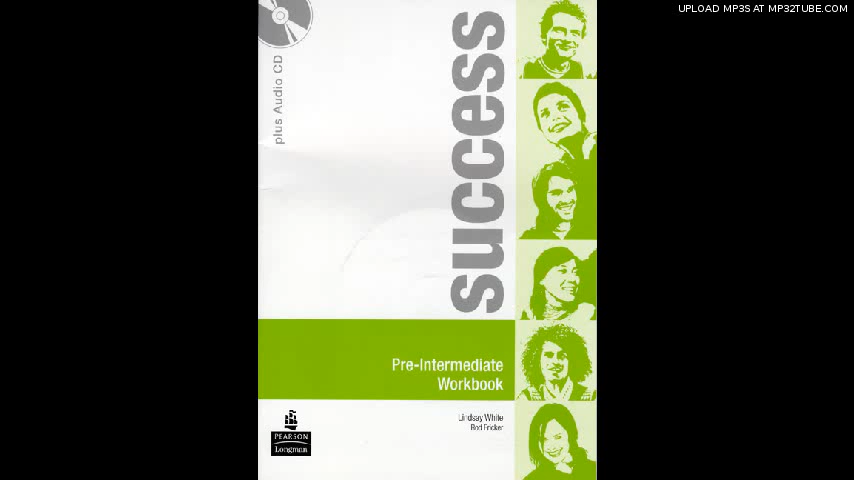 UPLOAD MP3S AT MP32TUBE.COM
plus Audio CD
success
Pre-Intermediate
Workbook
Lindsay White
Rod Fricker
PEARSON
Longman